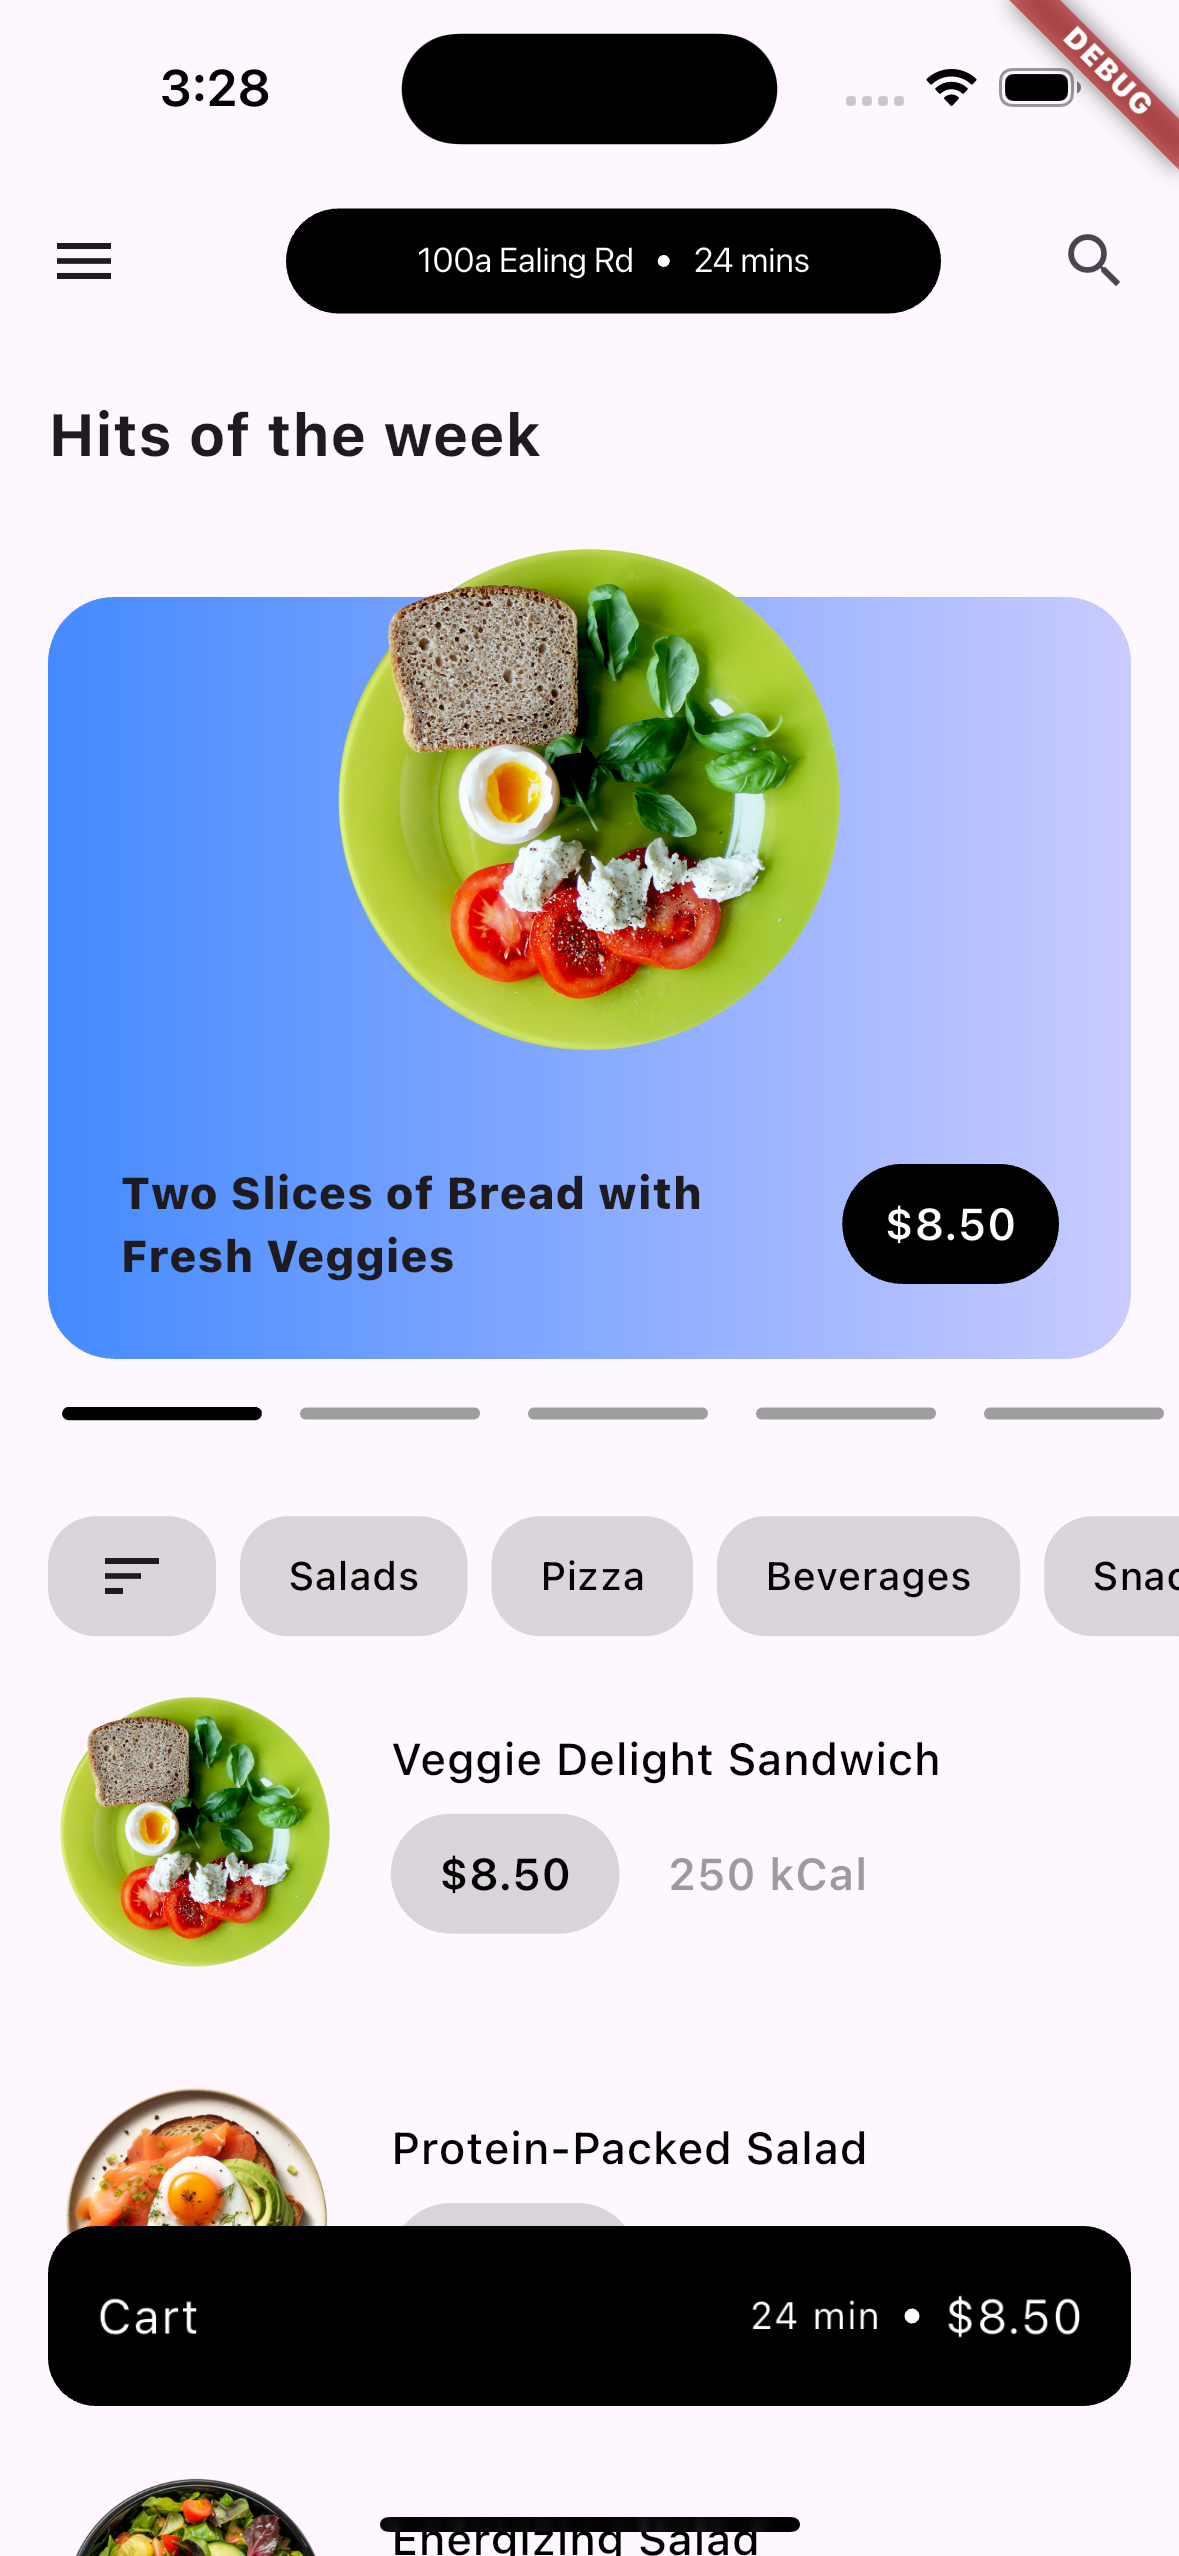 3:28
DEBUG
100a Ealing Rd • 24 mins
Hits of the week
Two Slices of Bread with
Fresh Veggies
$8.50
Salads
Pizza
Beverages
Snac
Veggie Delight Sandwich
$8.50
250 kCal
Protein-Packed Salad
Cart
24 min • $8.50
Energizing Salad